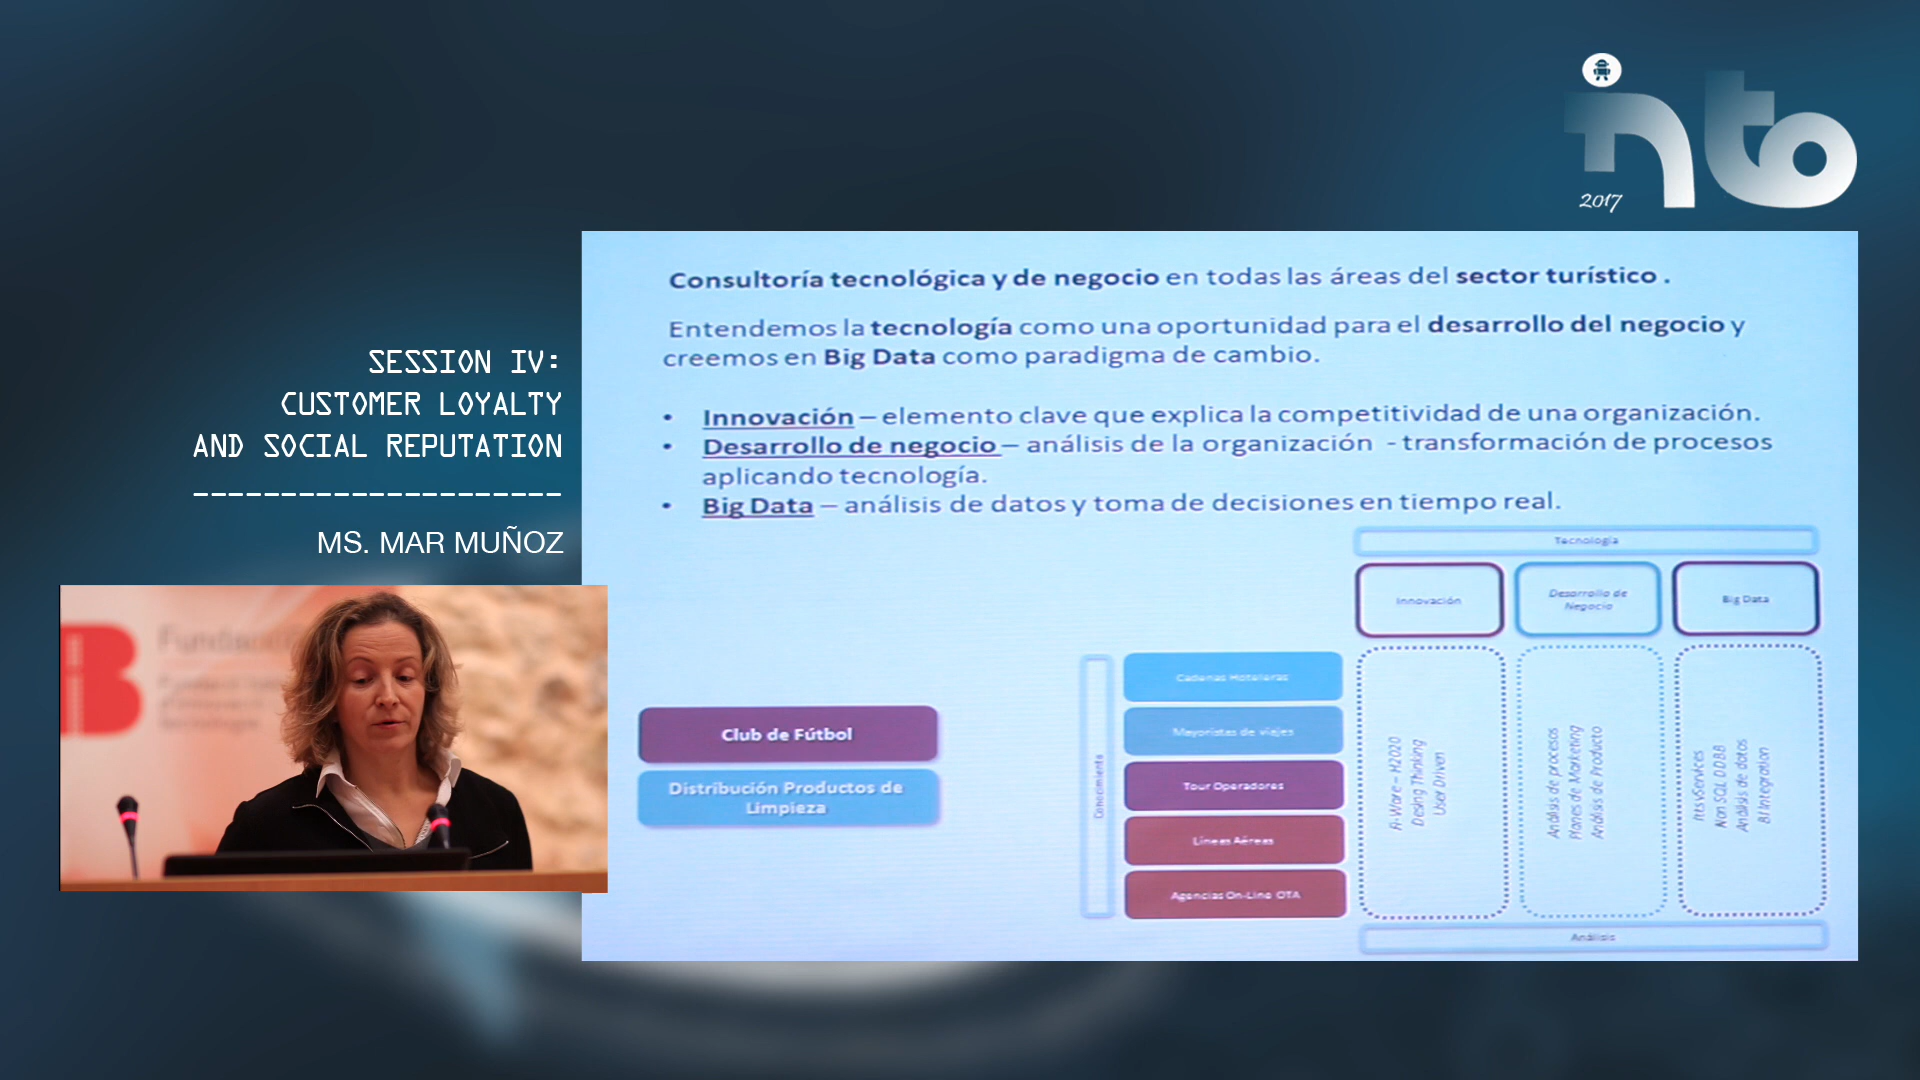 into
2017
SESSION IV:
CUSTOMER LOYALTY
AND SOCIAL REPUTATION
MS. MAR MUÑOZ
Consultoría tecnológica y de negocio en todas las áreas del sector turístico .
Entendemos la tecnología como una oportunidad para el desarrollo del negocio y
creemos en Big Data como paradigma de cambio.
• Innovación – elemento clave que explica la competitividad de una organización.
• Desarrollo de negocio – análisis de la organización - transformación de procesos
aplicando tecnología.
• Big Data – análisis de datos y toma de decisiones en tiempo real.
Tecnología
Innovación
Desarrollo de
Negocio
Big Data
Club de Fútbol
Distribución Productos de
Limpieza
Conocimiento
Cadenas Hoteleras
Mayoristas de viajes
Tour Operadores
Líneas Aéreas
Agencias On-Line OTA
A-Ware – H2020
Desing Thinking
User Driven
Análisis de procesos
Planes de Marketing
Análisis de Producto
Non SQL DDBB
Análisis de datos
BI Integration
Análisis
B
Fundació